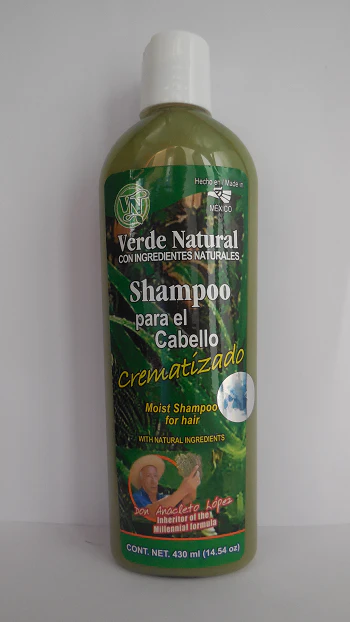 VN
Hecho en / Made in
MEXICO
Verde Natural
CON INGREDIENTES NATURALES
Shampoo
para el
Cabello
Crematizado
Moist Shampoo
for hair
WITH NATURAL INGREDIENTS
Don Anacleto López
Inheritor of the
Millennial formula
CONT. NET. 430 ml (14.54 oz)